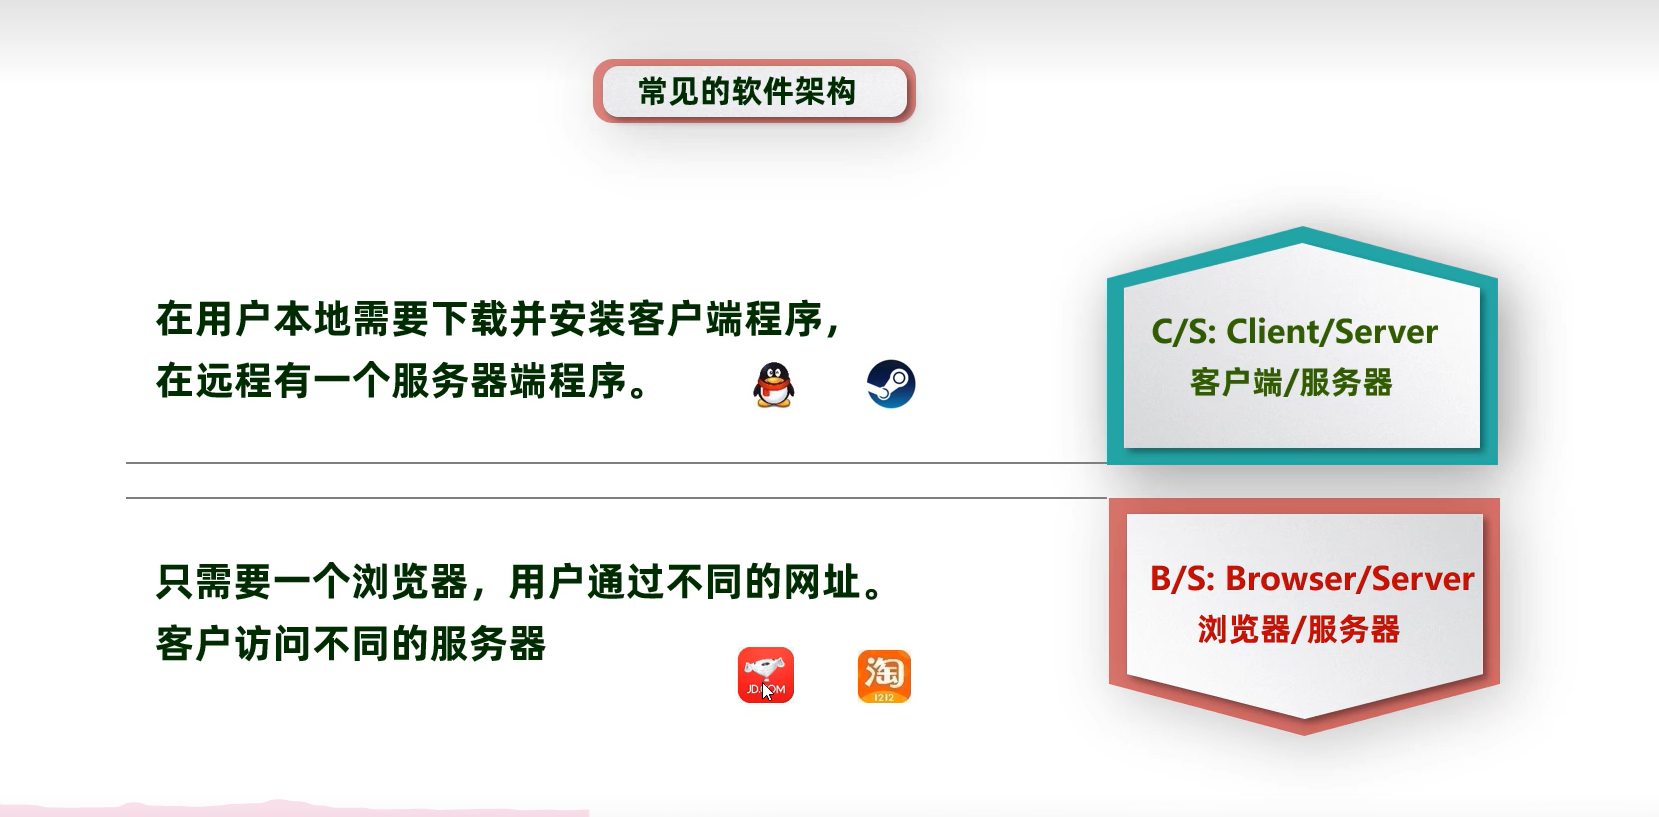 常见的软件架构
在用户本地需要下载并安装客户端程序，
在远程有一个服务器端程序。
C/S: Client/Server
客户端/服务器
只需要一个浏览器，用户通过不同的网址。
客户访问不同的服务器
JD.COM
淘
1212
B/S: Browser/Server
浏览器/服务器